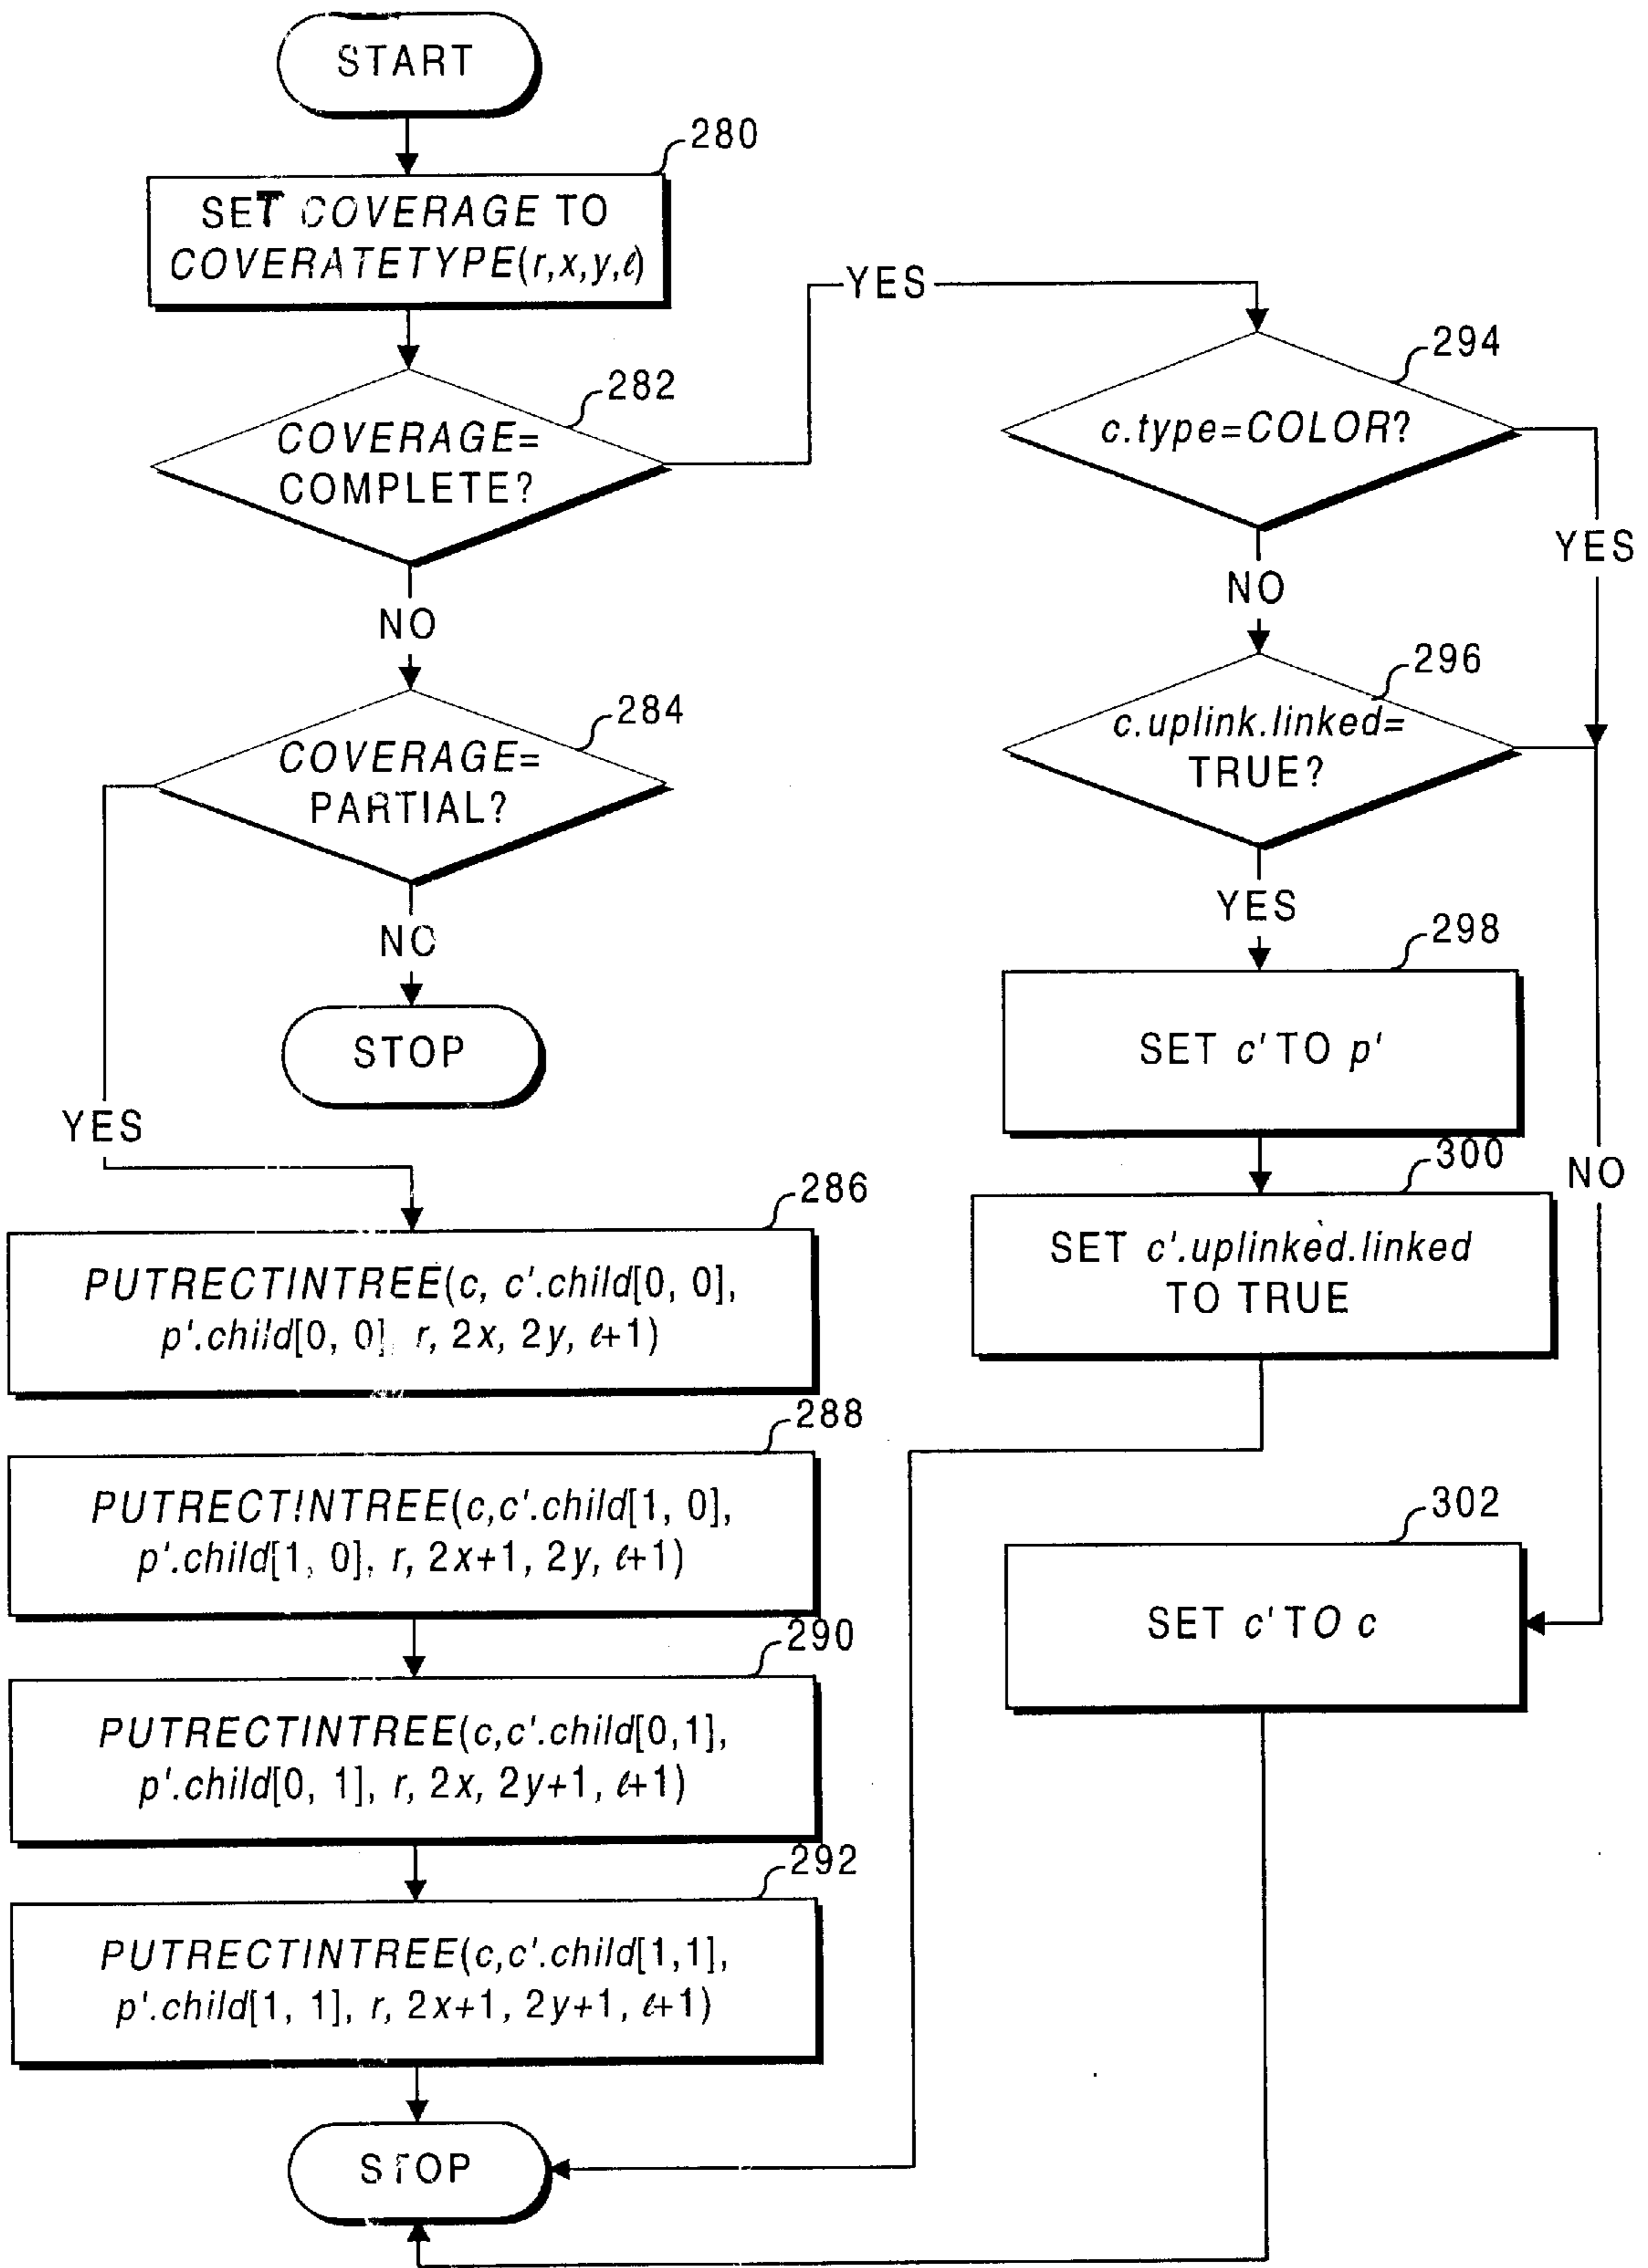 START
280
SET COVERAGE TO
COVERATETYPE(r,x,y,ℓ)
282
COVERAGE=
COMPLETE?
NO
284
COVERAGE=
PARTIAL?
NO
STOP
YES
286
PUTRECTINTREE(c, c'.child[0, 0],
p'.child[0, 0], r, 2x, 2y, ℓ+1)
288
PUTRECTINTREE(c,c'.child[1, 0],
p'.child[1, 0], r, 2x+1, 2y, ℓ+1)
290
PUTRECTINTREE(c,c'.child[0,1],
p'.child[0, 1], r, 2x, 2y+1, ℓ+1)
292
PUTRECTINTREE(c,c'.child[1,1],
p'.child[1, 1], r, 2x+1, 2y+1, ℓ+1)
STOP
YES
294
c.type=COLOR?
YES
NO
296
c.uplink.linked=
TRUE?
YES
298
SET c' TO p'
300
NO
SET c'.uplinked.linked
TO TRUE
302
SET c' TO c